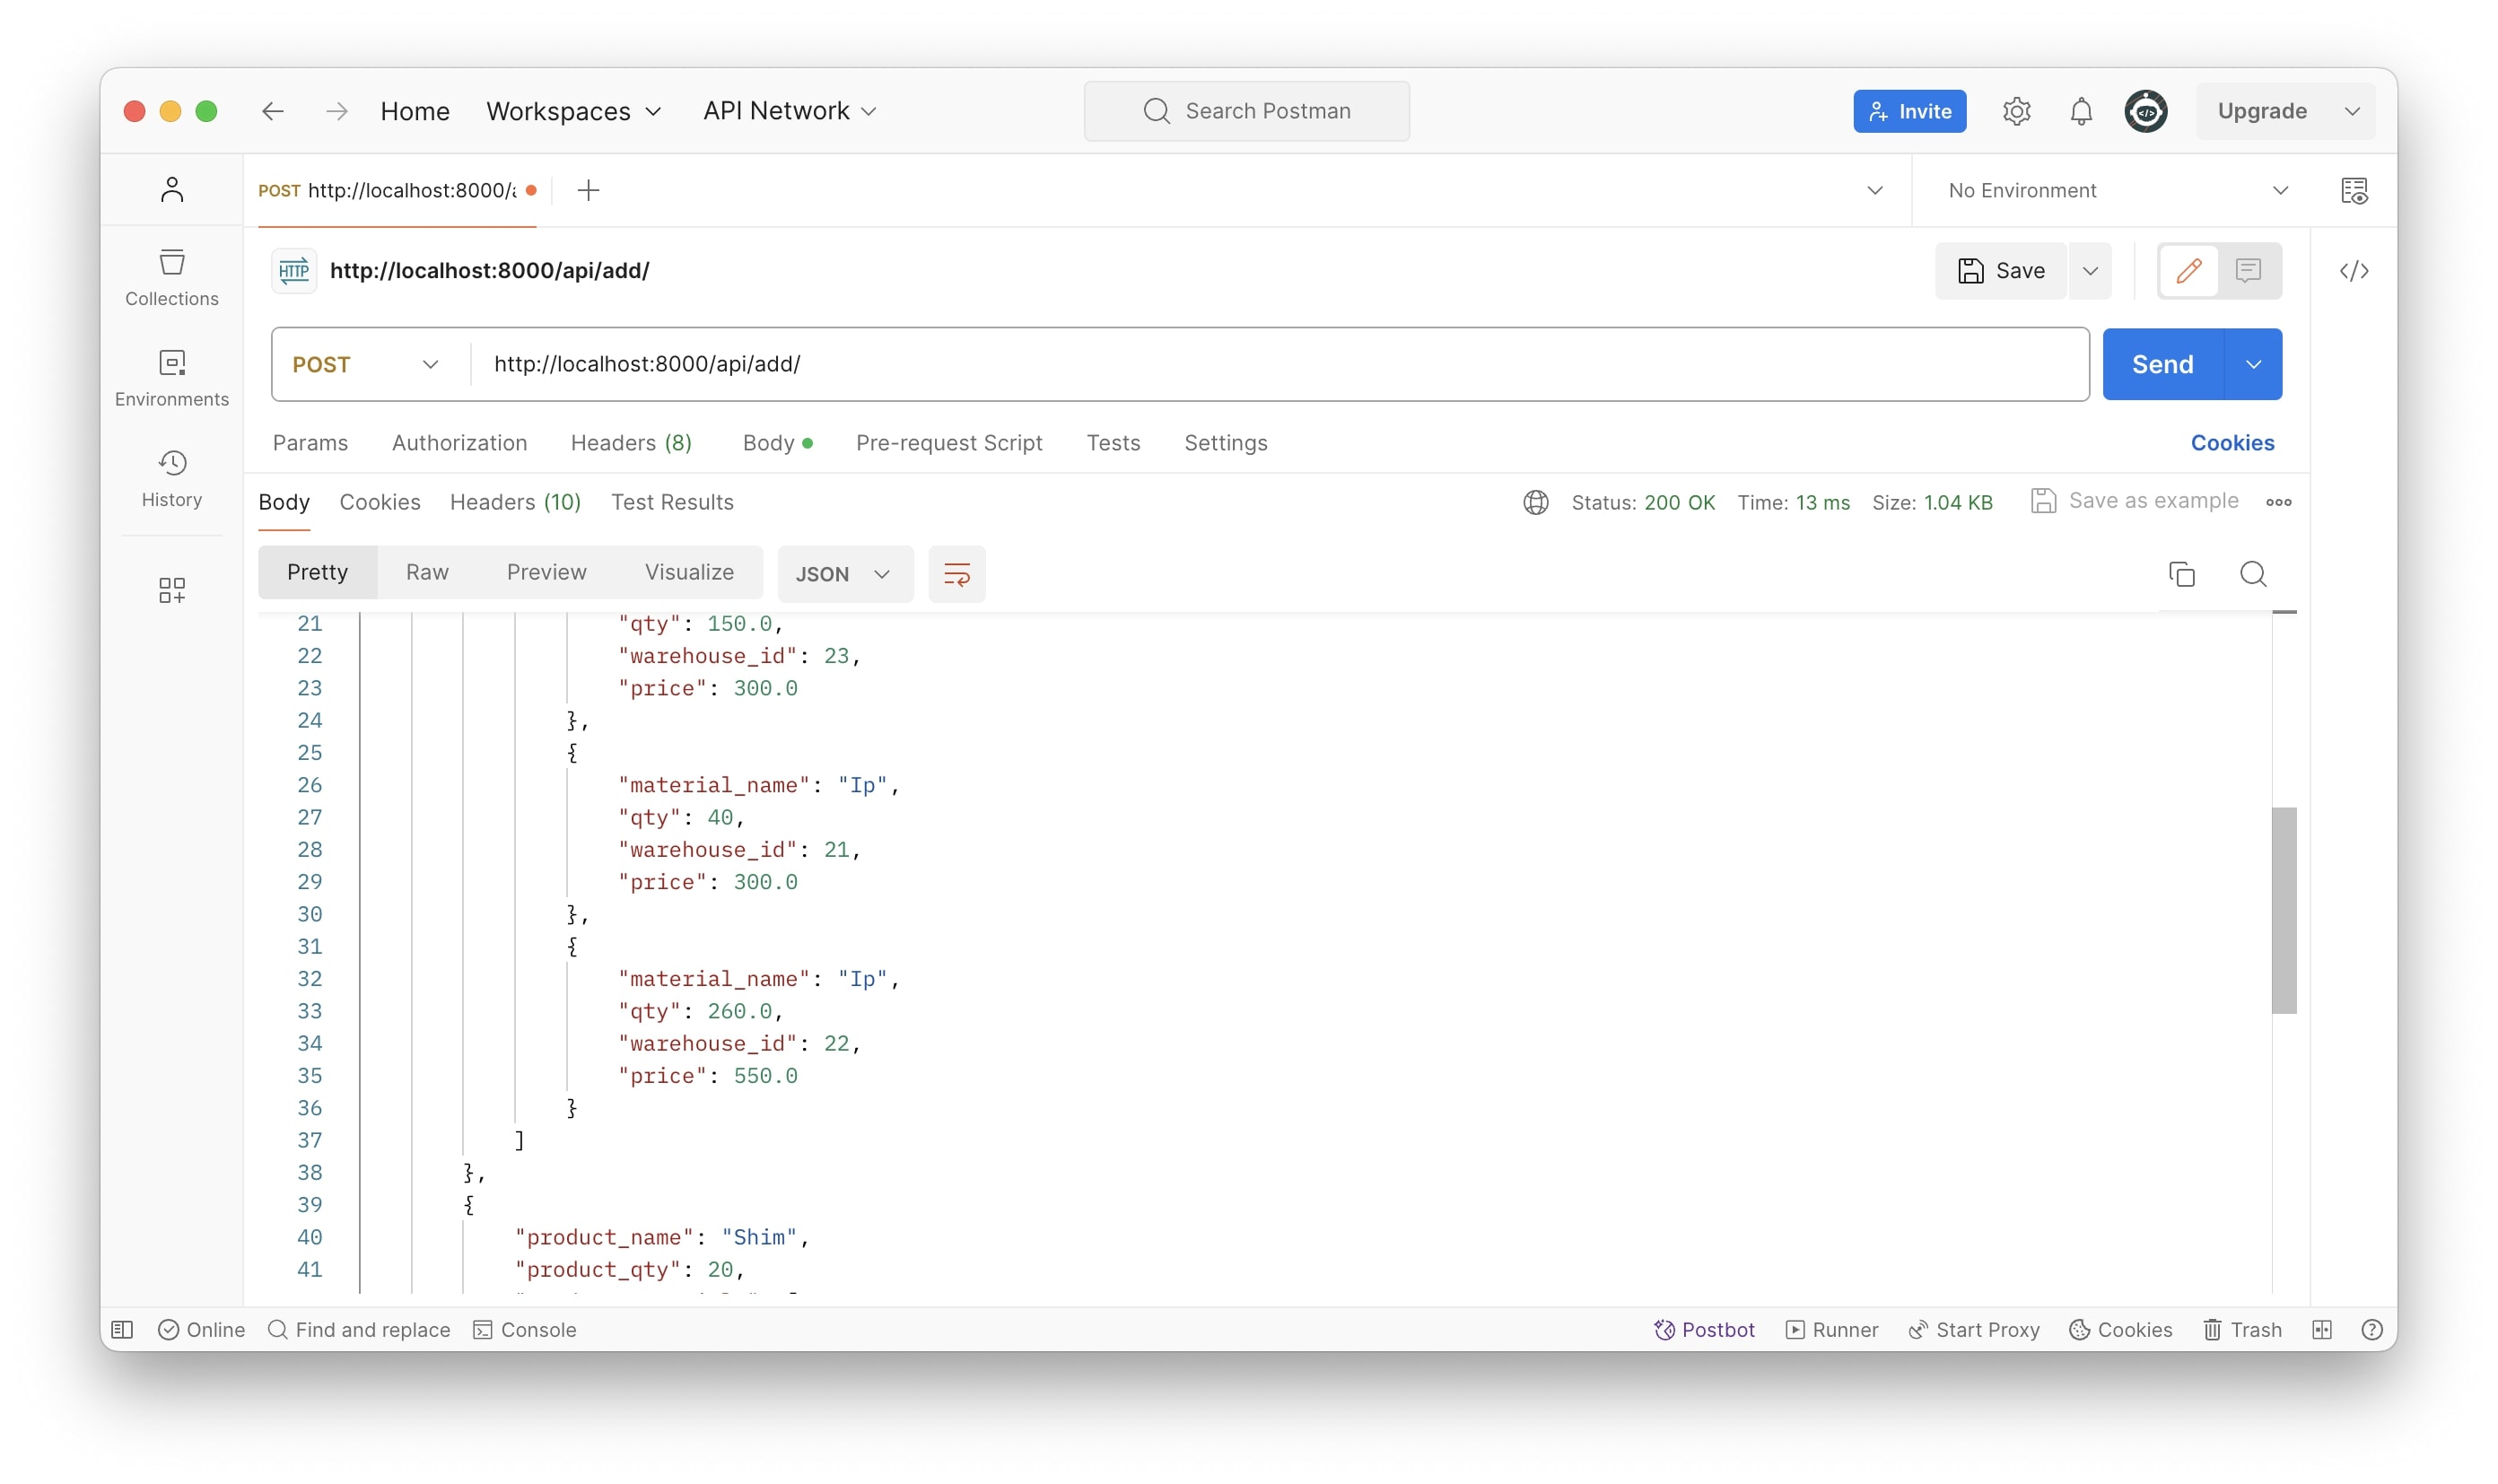 Home Workspaces API Network Search Postman Invite Upgrade
POST http://localhost:8000/ No Environment
HTTP http://localhost:8000/api/add/ Save
Collections
POST http://localhost:8000/api/add/ Send
Environments
Params Authorization Headers (8) Body Pre-request Script Tests Settings Cookies
History
Body Cookies Headers (10) Test Results Status: 200 OK Time: 13 ms Size: 1.04 KB Save as example
Pretty Raw Preview Visualize JSON
21 "qty": 150.0,
22 "warehouse_id": 23,
23 "price": 300.0
24 },
25 {
26 "material_name": "Ip",
27 "qty": 40,
28 "warehouse_id": 21,
29 "price": 300.0
30 },
31 {
32 "material_name": "Ip",
33 "qty": 260.0,
34 "warehouse_id": 22,
35 "price": 550.0
36 }
37 ]
38 },
39 {
40 "product_name": "Shim",
41 "product_qty": 20,
Online Find and replace Console Postbot Runner Start Proxy Cookies Trash